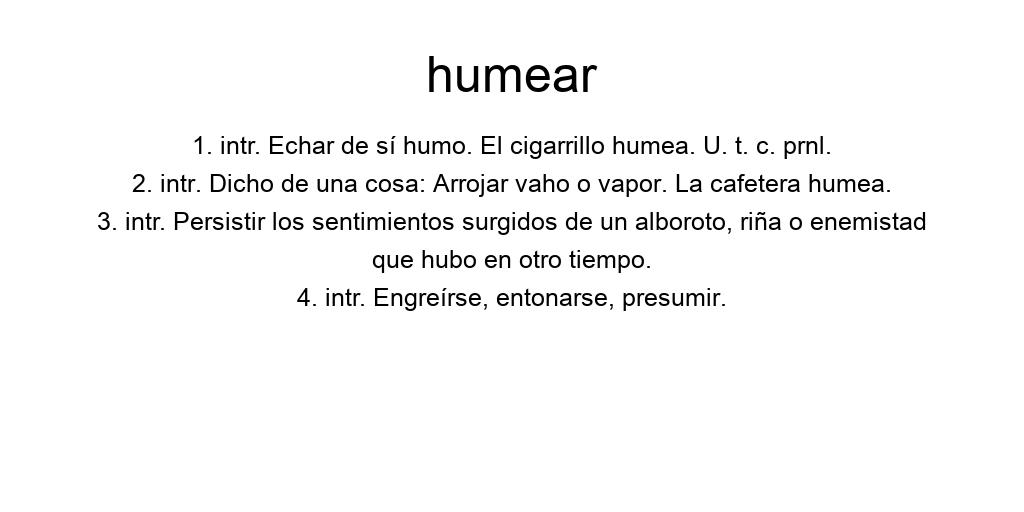 humear
1. intr. Echar de sí humo. El cigarrillo humea. U. t. c. prnl.
2. intr. Dicho de una cosa: Arrojar vaho o vapor. La cafetera humea.
3. intr. Persistir los sentimientos surgidos de un alboroto, riña o enemistad
que hubo en otro tiempo.
4. intr. Engreírse, entonarse, presumir.